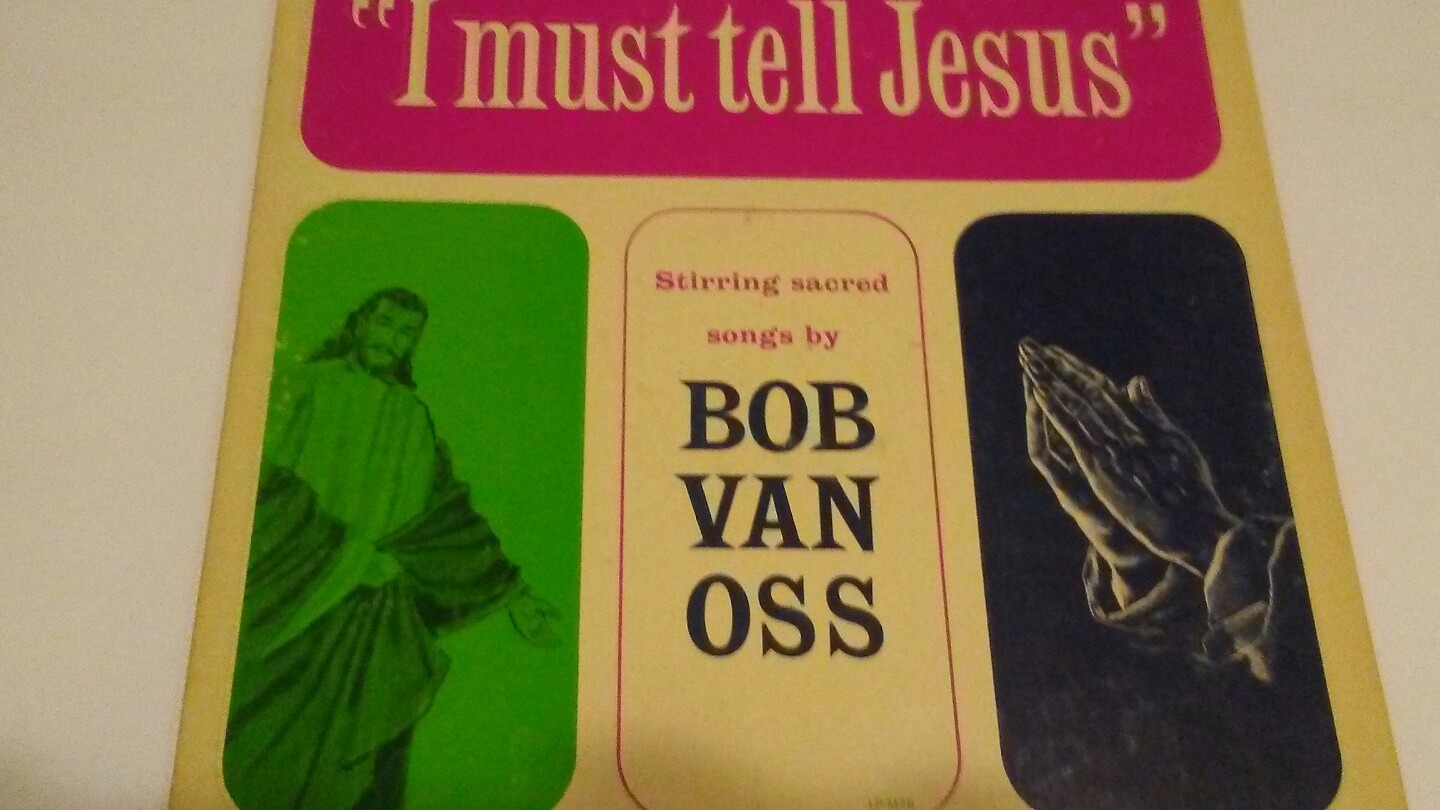 “I must tell Jesus”
Stirring sacred
songs by
BOB
VAN
OSS